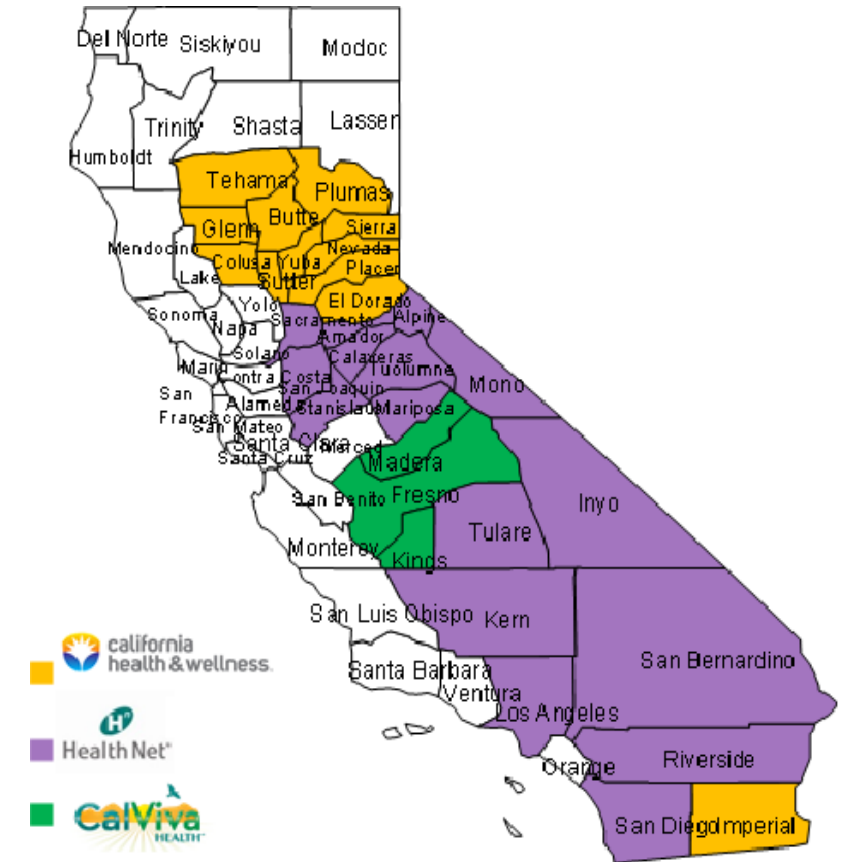 Del Norte
Siskiyou
Modoc
Trinity
Shasta
Lassen
Humboldt
Tehama
Plumas
Glenn
Butte
Sierra
Mendocino
Nevada
Colusa
Yuba
Placer
Lake
Sutter
Yolo
El Dorado
Sonoma
Napa
Sacramento
Alpine
Amador
Solano
Calaveras
Marin
Contra Costa
Tuolumne
San Joaquin
Mono
San Francisco
Alameda
Stanislaus
Mariposa
San Mateo
Santa Clara
Merced
Santa Cruz
Madera
San Benito
Fresno
Inyo
Tulare
Monterey
Kings
San Luis Obispo
Kern
california
health & wellness.
San Bernardino
Santa Barbara
Ventura
Los Angeles
Health Net
Riverside
Orange
CalViva
HEALTH
San Diego
Imperial